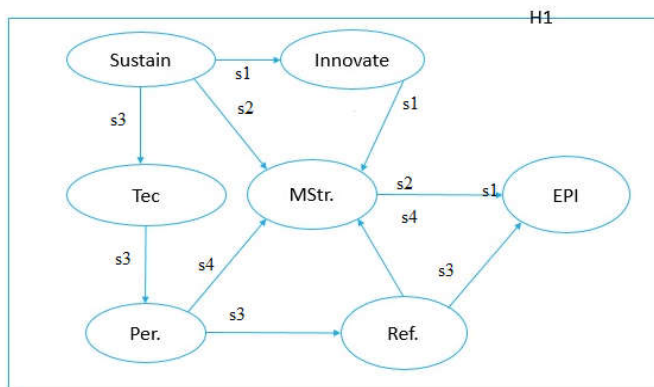 H1
Sustain
Innovate
s1
s2
s1
s3
Tec
MStr.
s2
s1
EPI
s4
s3
s4
s3
s3
Per.
Ref.